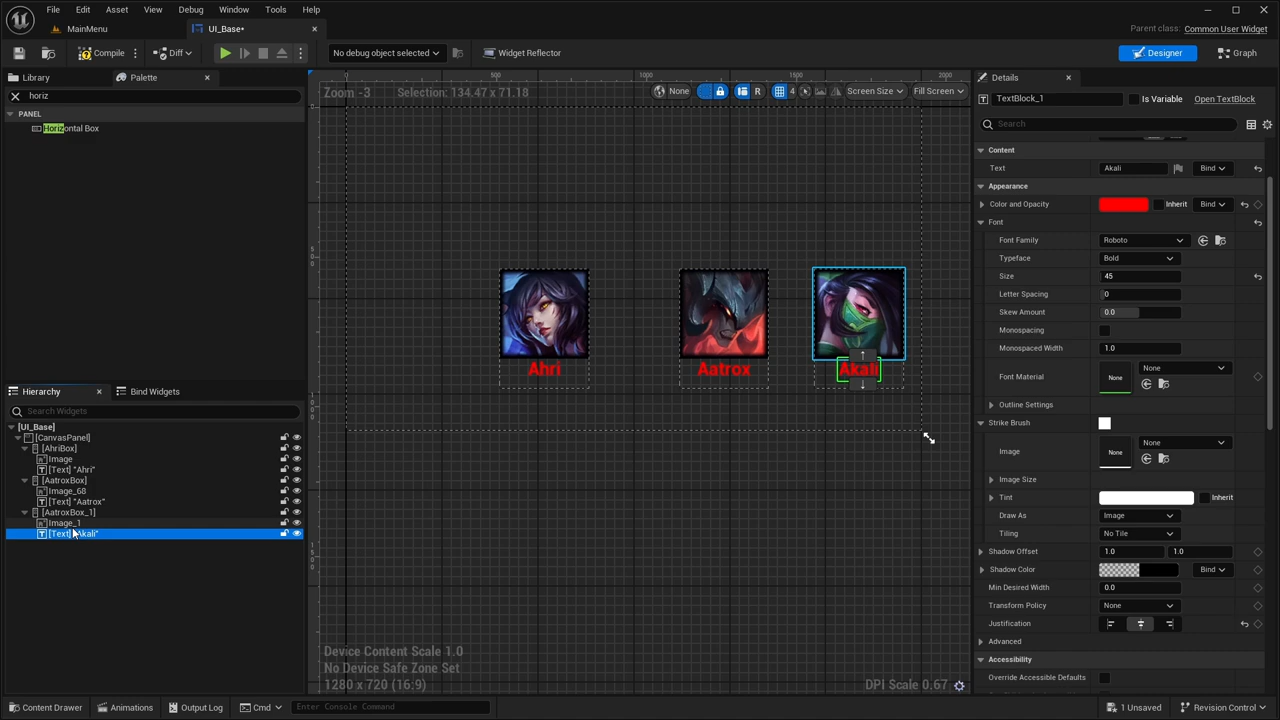 File Edit Asset View Debug Window Tools Help
MainMenu UI_Base*
Parent class: Common User Widget
Compile Diff No debug object selected Widget Reflector Designer Graph
Library Palette
horiz
PANEL
Horizontal Box
Zoom -3 Selection: 134.47 x 71.18 None R 4 Screen Size Fill Screen
0 500 1000 1500 2000
0
500
1000
1500
Ahri Aatrox Akali
Device Content Scale 1.0
No Device Safe Zone Set
1280 x 720 (16:9) DPI Scale 0.67
Hierarchy Bind Widgets
Search Widgets
[UI_Base]
[CanvasPanel]
[AhriBox]
Image
[Text] "Ahri"
[AatroxBox]
Image_68
[Text] "Aatrox"
[AatroxBox_1]
Image_1
[Text] "Akali"
Details
TextBlock_1 Is Variable Open TextBlock
Search
Content
Text Akali Bind
Appearance
Color and Opacity Inherit Bind
Font
Font Family Roboto
Typeface Bold
Size 45
Letter Spacing 0
Skew Amount 0.0
Monospacing
Monospaced Width 1.0
Font Material None None
Outline Settings
Strike Brush
Image None None
Image Size
Tint Inherit
Draw As Image
Tiling No Tile
Shadow Offset 1.0 1.0
Shadow Color Bind
Min Desired Width 0.0
Transform Policy None
Justification
Advanced
Accessibility
Override Accessible Defaults
Content Drawer Animations Output Log Cmd Enter Console Command 1 Unsaved Revision Control